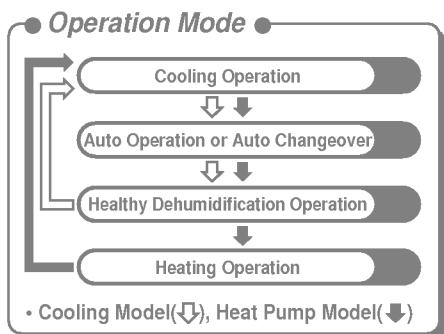 Operation Mode
Cooling Operation
Auto Operation or Auto Changeover
Healthy Dehumidification Operation
Heating Operation
• Cooling Model(⇩), Heat Pump Model(🡇)